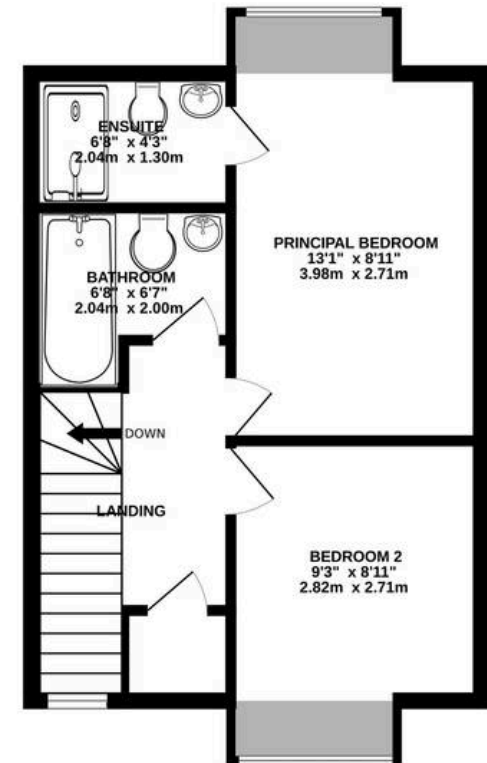 ENSUITE
6'8" x 4'3"
2.04m x 1.30m
PRINCIPAL BEDROOM
13'1" x 8'11"
3.98m x 2.71m
BATHROOM
6'8" x 6'7"
2.04m x 2.00m
DOWN
LANDING
BEDROOM 2
9'3" x 8'11"
2.82m x 2.71m